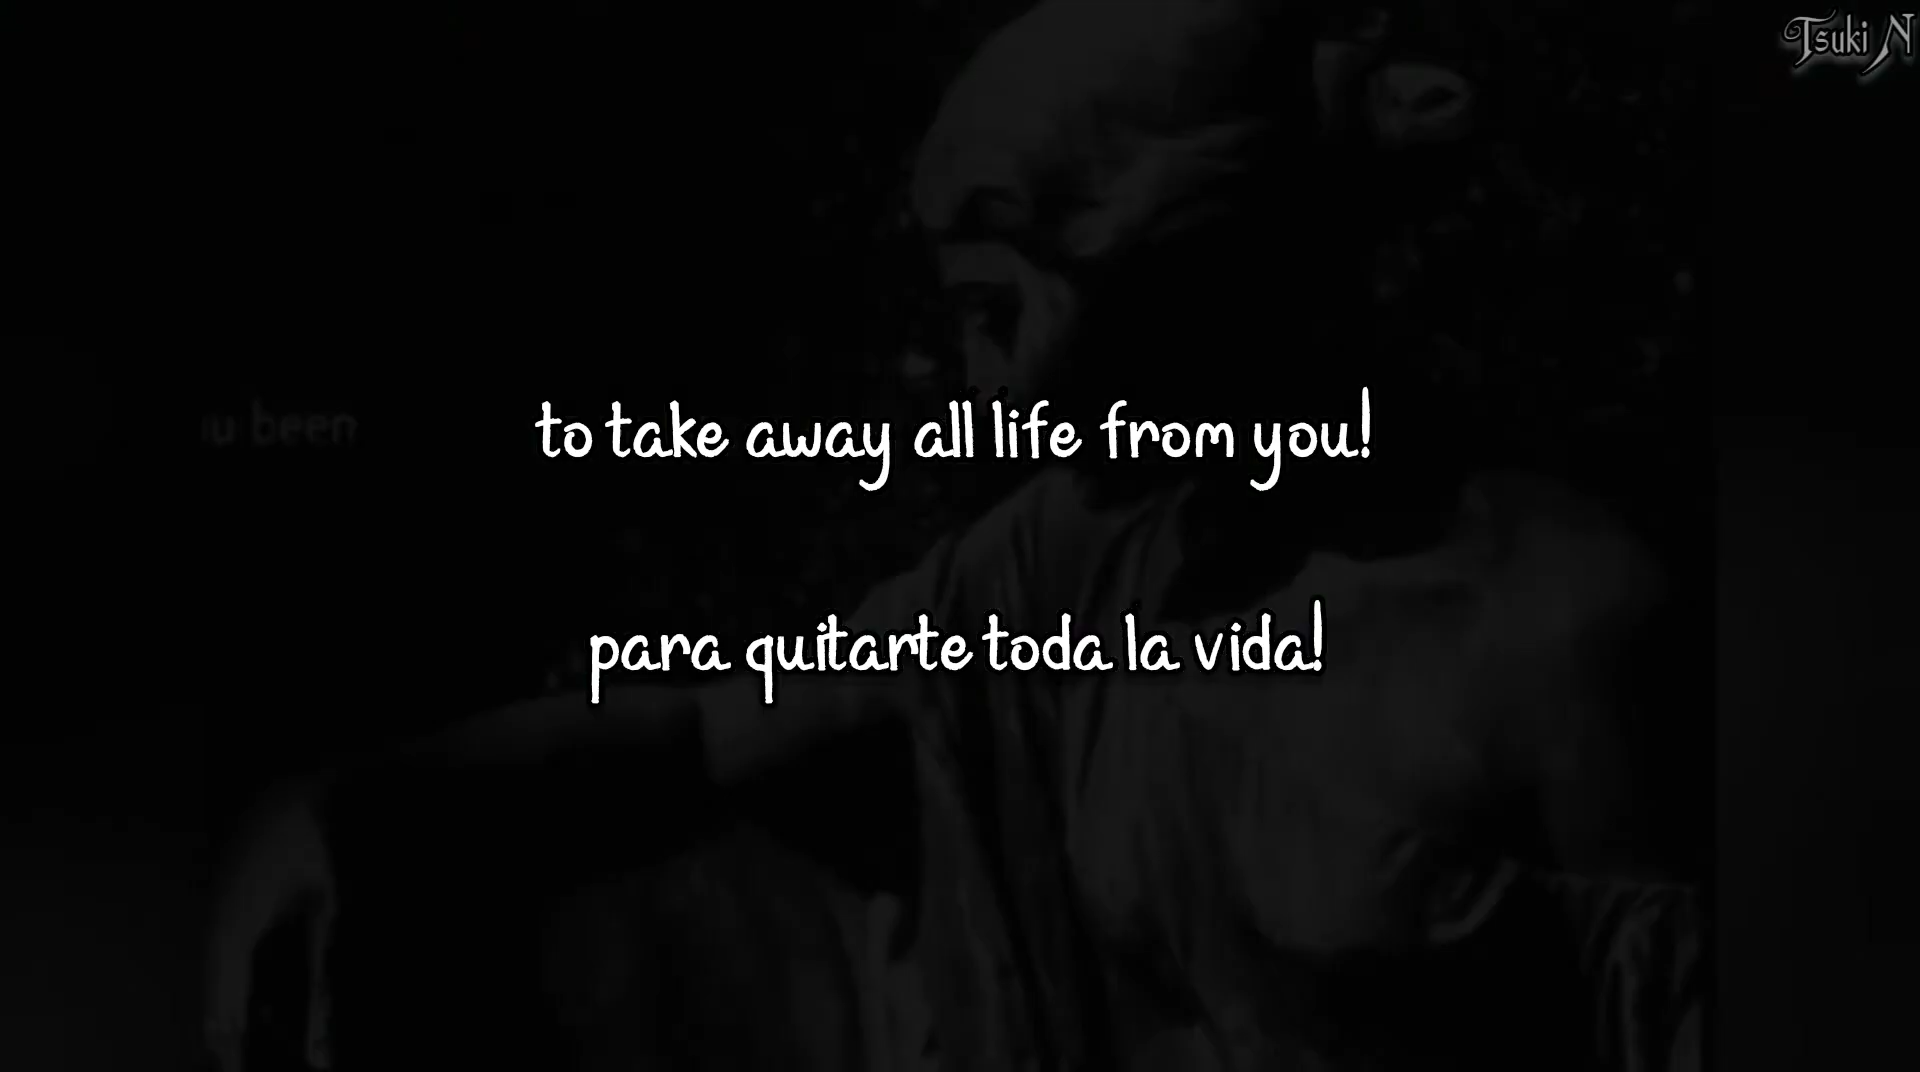 Tsuki N
u been
to take away all life from you!
para quitarte toda la vida!